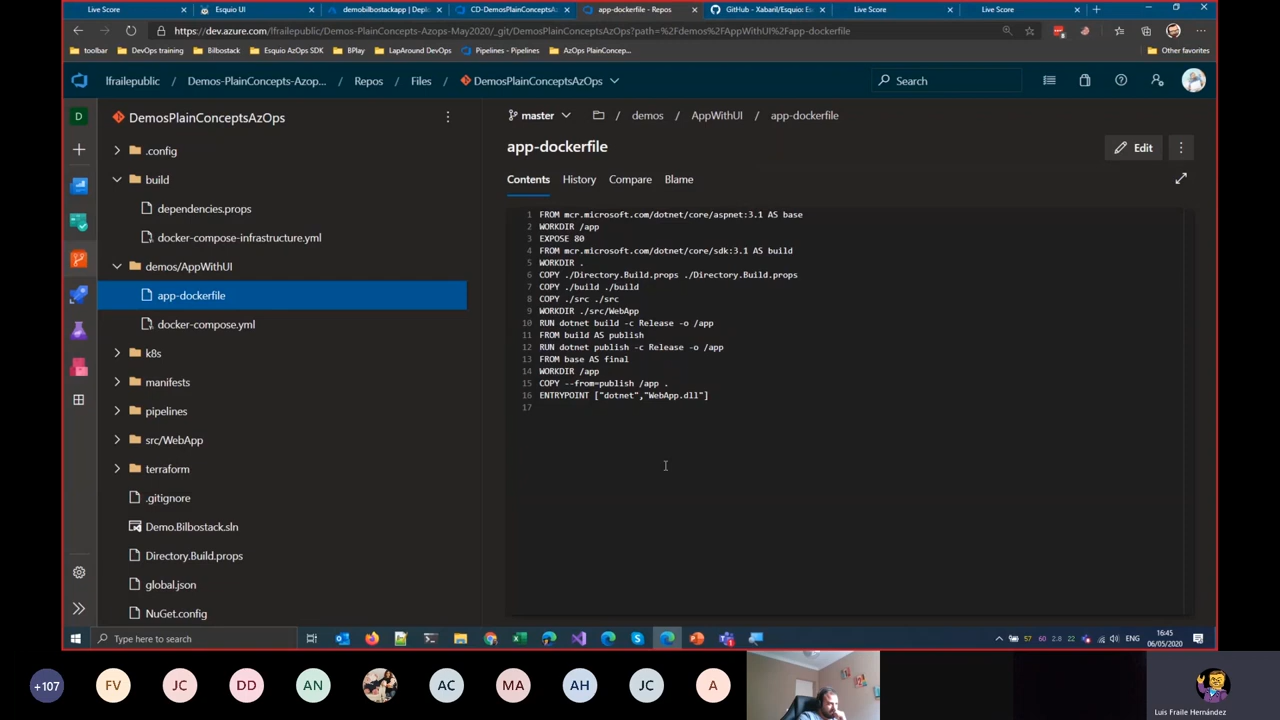 Live Score
Esquio UI
demobilbostackapp | Depl
CD-DemosPlainConceptsA
app-dockerfile - Repos
GitHub - Xabaril/Esquio: Es
Live Score
Live Score
https://dev.azure.com/lfrailepublic/Demos-PlainConcepts-Azops-May2020/_git/DemosPlainConceptsAzOps?path=%2Fdemos%2FAppWithUI%2Fapp-dockerfile
toolbar
DevOps training
Bilbostack
Esquio AzOps SDK
BPlay
LapAround DevOps
Pipelines - Pipelines
AzOps PlainConcep...
Other favorites
lfrailepublic / Demos-PlainConcepts-Azop... / Repos / Files / DemosPlainConceptsAzOps
Search
D
DemosPlainConceptsAzOps
.config
build
dependencies.props
docker-compose-infrastructure.yml
demos/AppWithUI
app-dockerfile
docker-compose.yml
k8s
manifests
pipelines
src/WebApp
terraform
.gitignore
Demo.Bilbostack.sln
Directory.Build.props
global.json
NuGet.config
master / demos / AppWithUI / app-dockerfile
app-dockerfile
Edit
Contents
History
Compare
Blame
1 FROM mcr.microsoft.com/dotnet/core/aspnet:3.1 AS base
2 WORKDIR /app
3 EXPOSE 80
4 FROM mcr.microsoft.com/dotnet/core/sdk:3.1 AS build
5 WORKDIR .
6 COPY ./Directory.Build.props ./Directory.Build.props
7 COPY ./build ./build
8 COPY ./src ./src
9 WORKDIR ./src/WebApp
10 RUN dotnet build -c Release -o /app
11 FROM build AS publish
12 RUN dotnet publish -c Release -o /app
13 FROM base AS final
14 WORKDIR /app
15 COPY --from=publish /app .
16 ENTRYPOINT ["dotnet","WebApp.dll"]
17
Type here to search
57 60 2.8 22
ENG
16:45
06/05/2020
+107
FV
JC
DD
AN
AC
MA
AH
JC
A
Luis Fraile Hernández